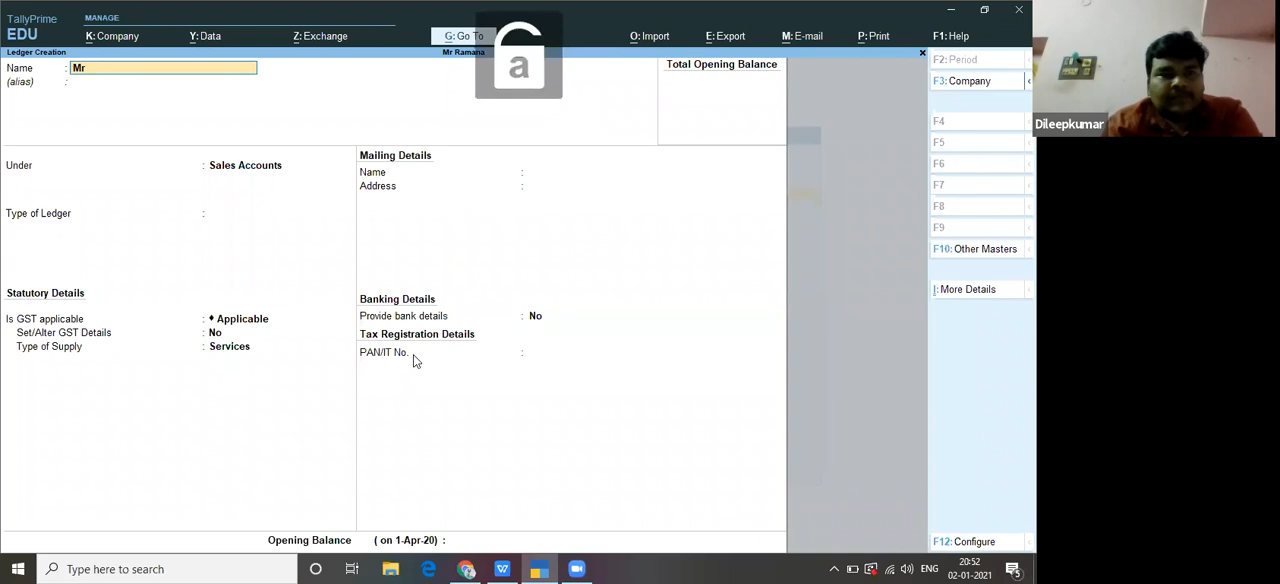 TallyPrime
EDU
MANAGE
K: Company
Y: Data
Z: Exchange
G: Go To
O: Import
E: Export
M: E-mail
P: Print
F1: Help
Ledger Creation
Mr Ramana
Name : Mr
(alias) :
Total Opening Balance
F2: Period
F3: Company
F4
F5
F6
F7
F8
F9
F10: Other Masters
|: More Details
F12: Configure
a
Dileepkumar
Under : Sales Accounts
Type of Ledger :
Mailing Details
Name :
Address :
Statutory Details
Is GST applicable : ♦ Applicable
Set/Alter GST Details : No
Type of Supply : Services
Banking Details
Provide bank details : No
Tax Registration Details
PAN/IT No. :
Opening Balance ( on 1-Apr-20) :
Type here to search
ENG
20:52
02-01-2021
5